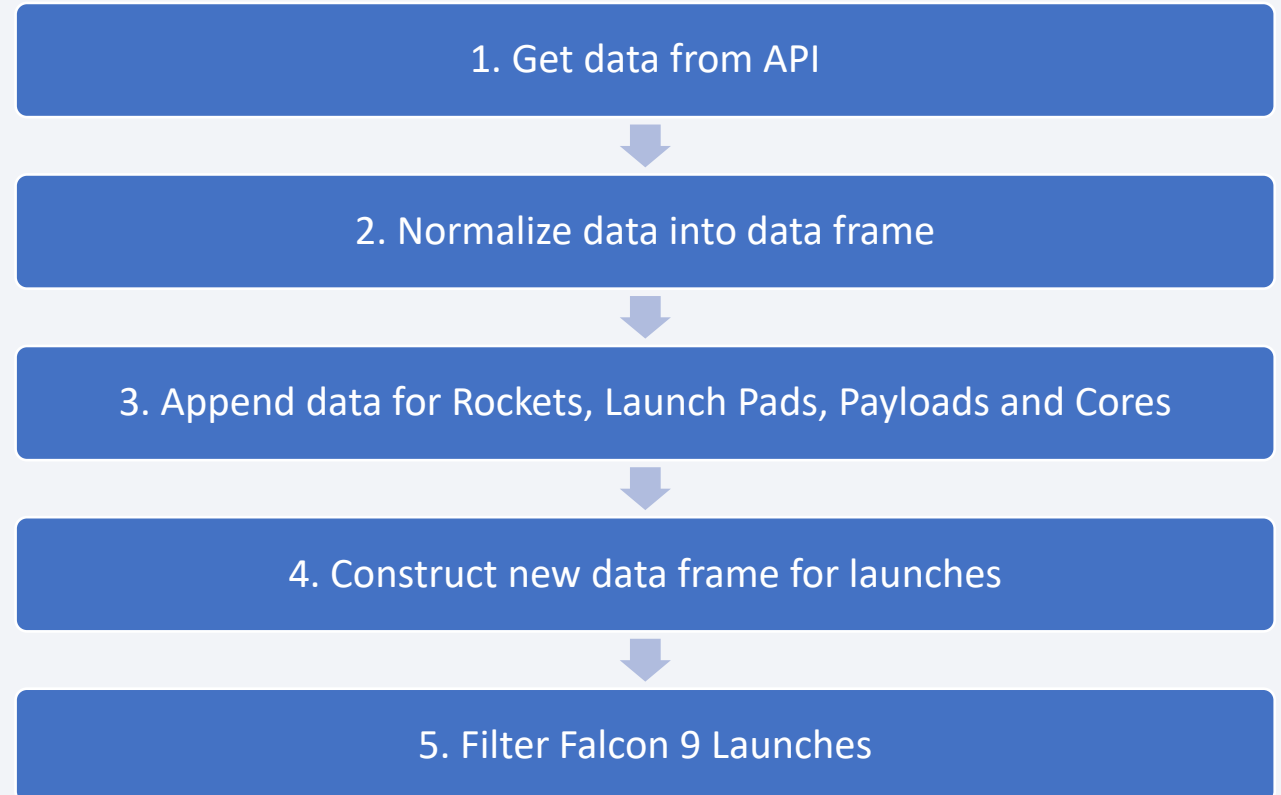 1. Get data from API
2. Normalize data into data frame
3. Append data for Rockets, Launch Pads, Payloads and Cores
4. Construct new data frame for launches
5. Filter Falcon 9 Launches